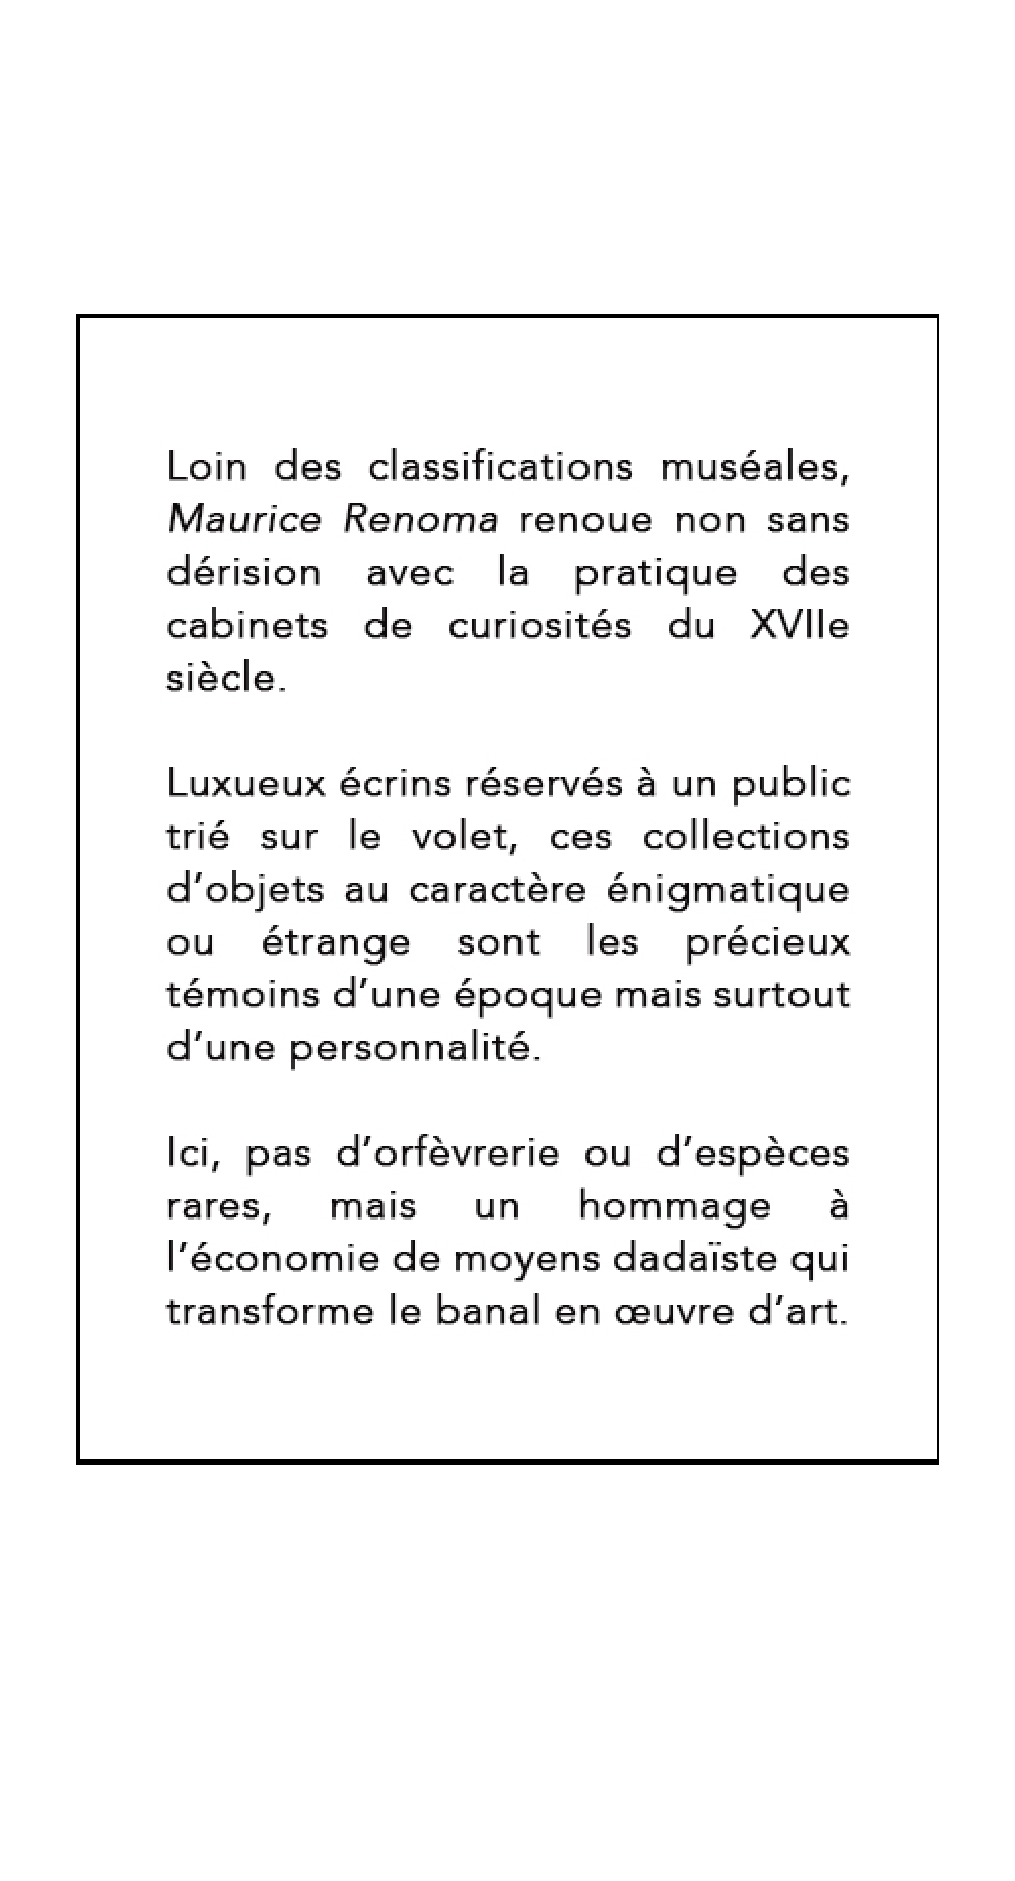 Loin des classifications muséales,
Maurice Renoma renoue non sans
dérision avec la pratique des
cabinets de curiosités du XVIIe
siècle.
Luxueux écrins réservés à un public
trié sur le volet, ces collections
d’objets au caractère énigmatique
ou étrange sont les précieux
témoins d’une époque mais surtout
d’une personnalité.
Ici, pas d’orfèvrerie ou d’espèces
rares, mais un hommage à
l’économie de moyens dadaïste qui
transforme le banal en œuvre d’art.